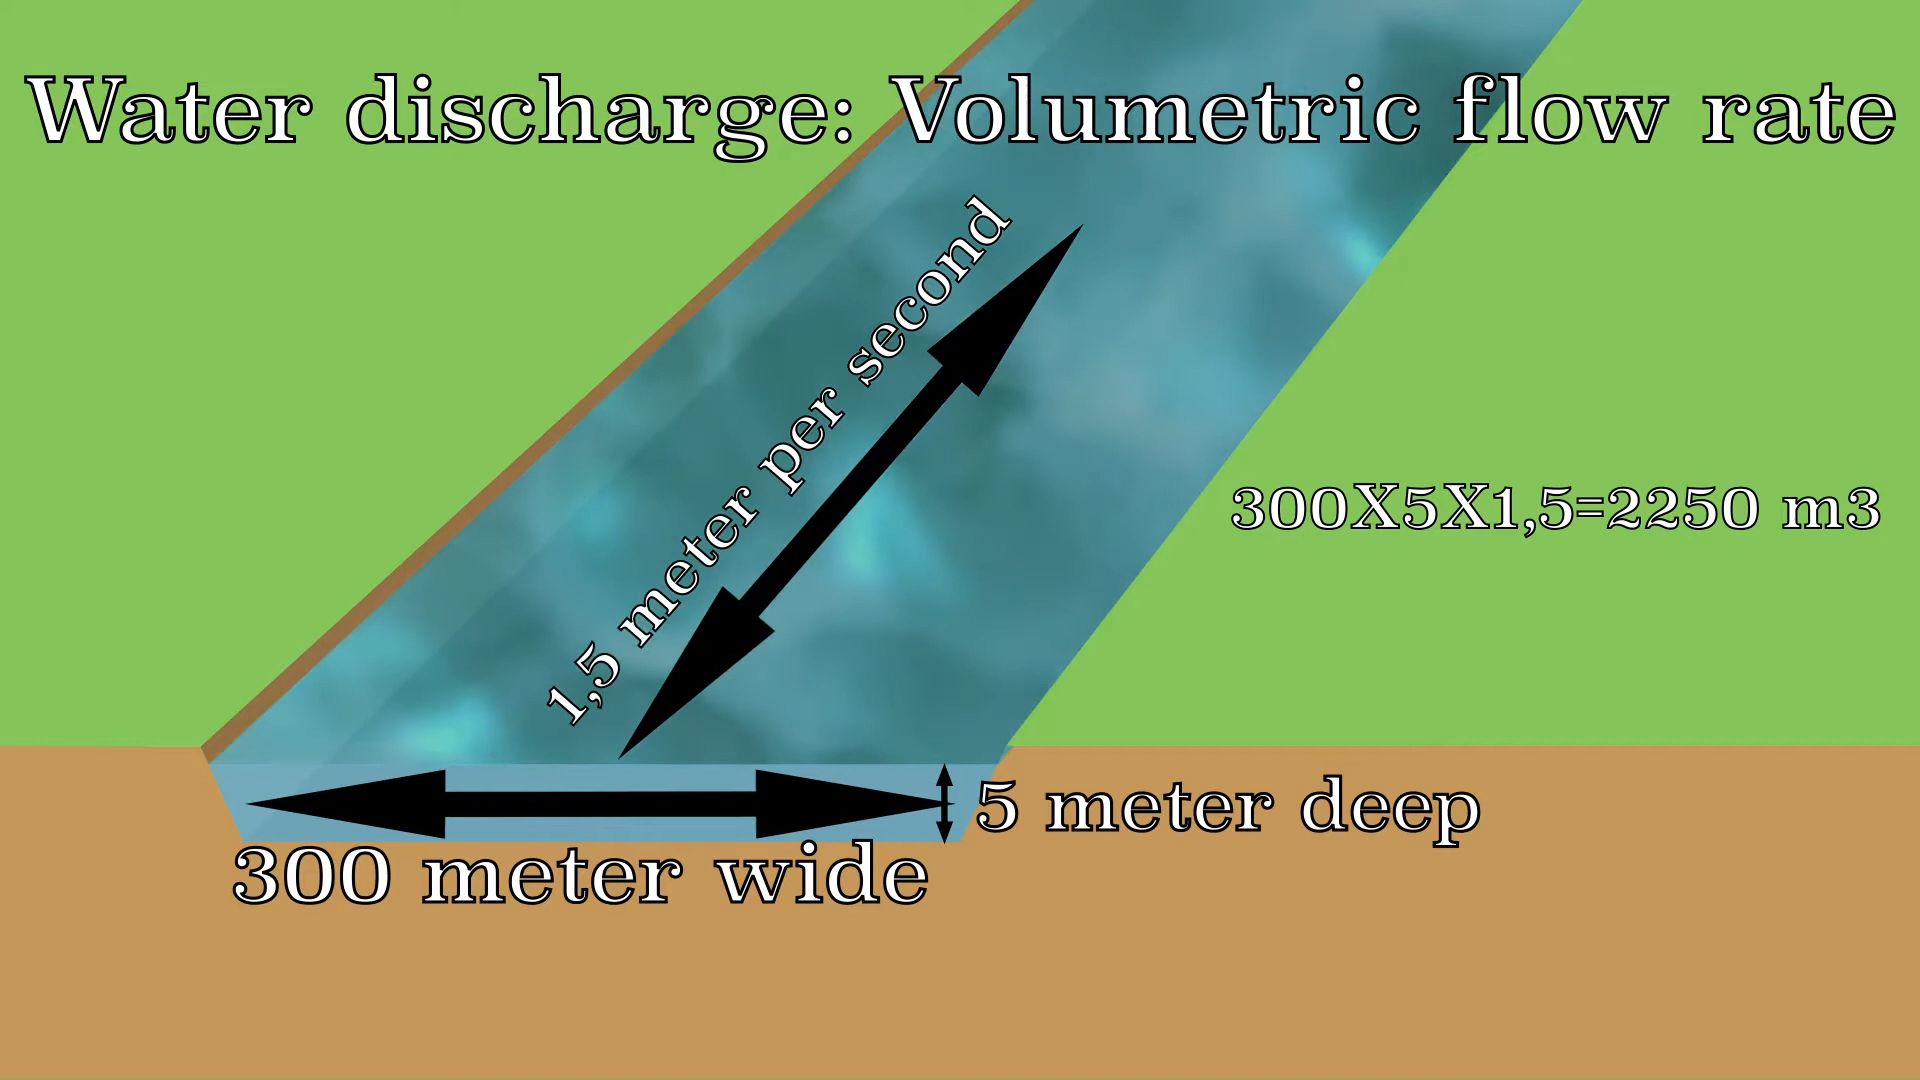 Water discharge: Volumetric flow rate
1,5 meter per second
300X5X1,5=2250 m3
5 meter deep
300 meter wide